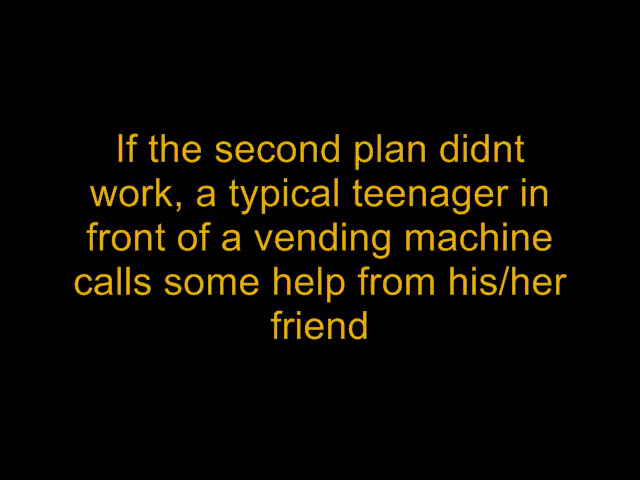 If the second plan didnt
work, a typical teenager in
front of a vending machine
calls some help from his/her
friend